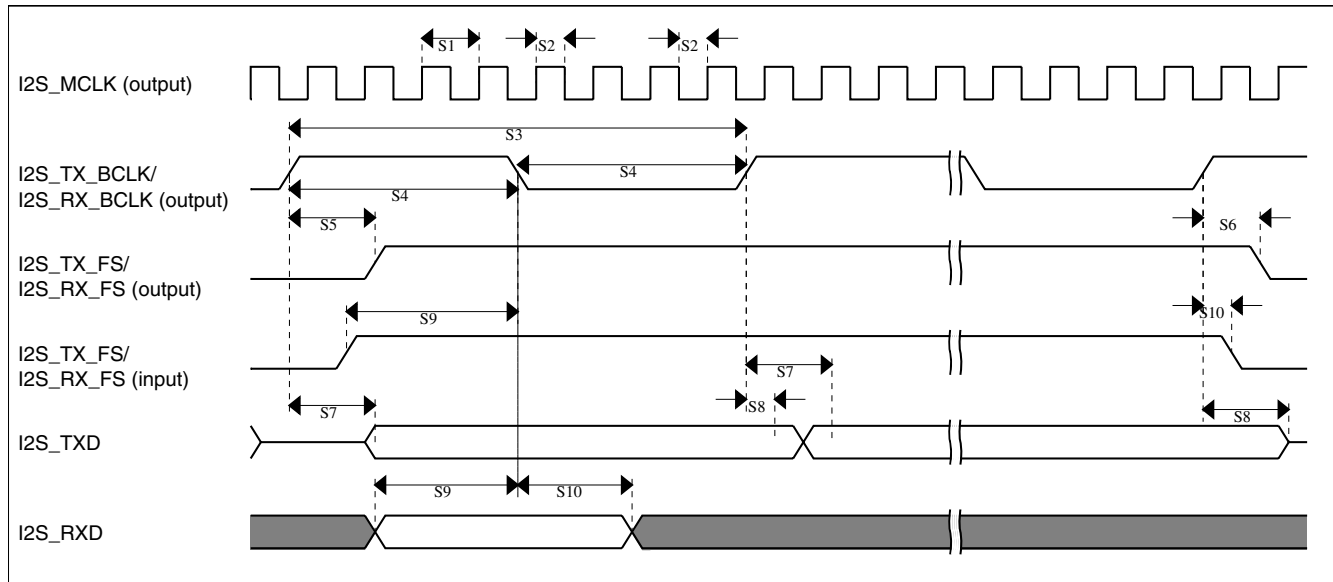 S1
S2
S2
I2S_MCLK (output)
S3
I2S_TX_BCLK/
I2S_RX_BCLK (output)
S4
S4
S5
S6
I2S_TX_FS/
I2S_RX_FS (output)
S9
S10
I2S_TX_FS/
I2S_RX_FS (input)
S7
S7
S8
S8
I2S_TXD
S9
S10
I2S_RXD